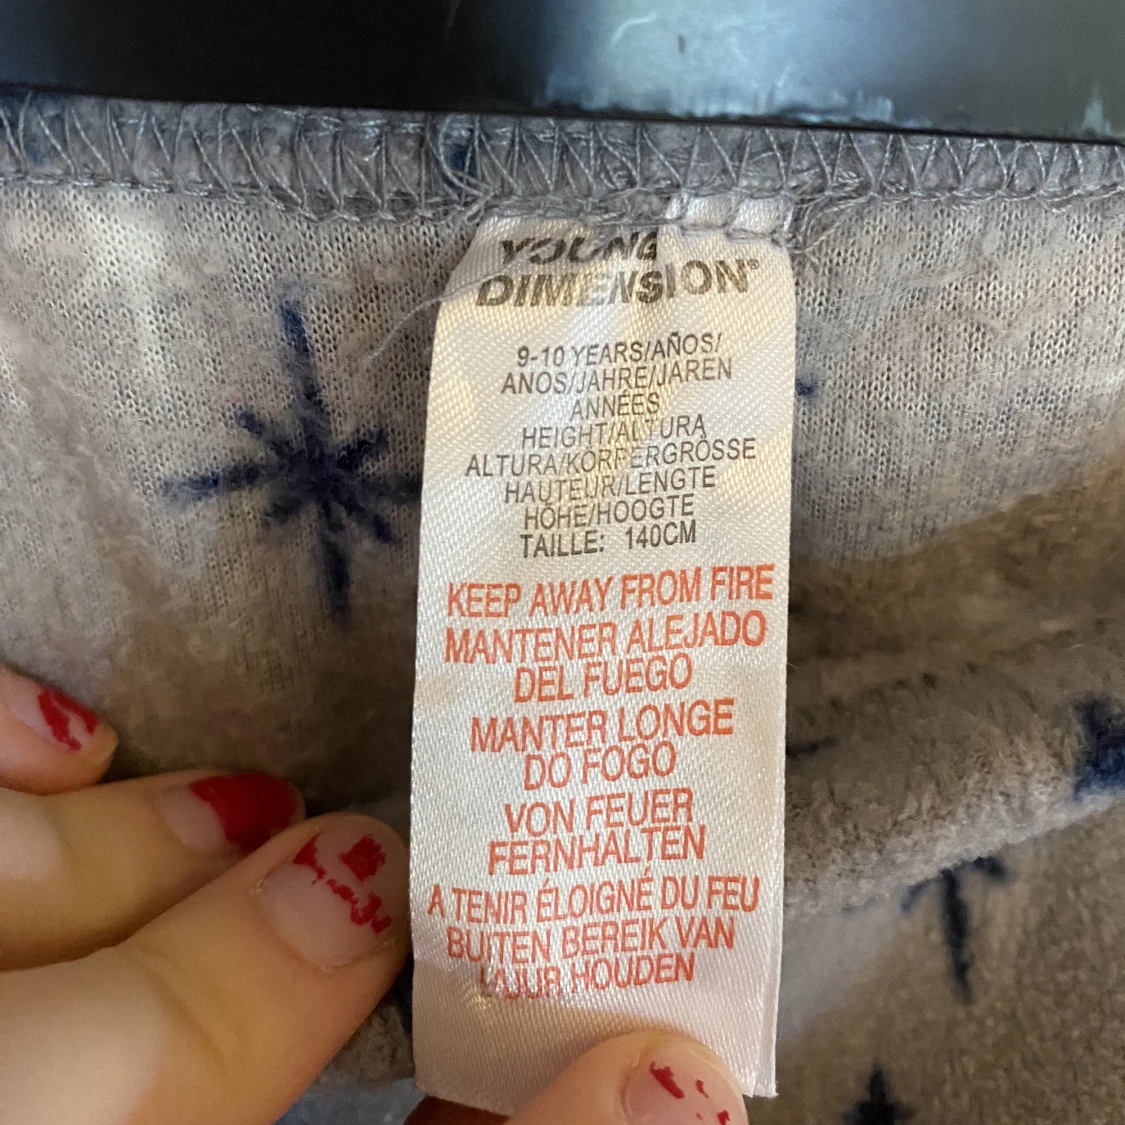 YOUNG
DIMENSION®
9-10 YEARS/AÑOS/
ANOS/JAHRE/JAREN
ANNÉES
HEIGHT/ALTURA
ALTURA/KÖRPERGRÖSSE
HAUTEUR/LENGTE
HÖHE/HOOGTE
TAILLE: 140CM
KEEP AWAY FROM FIRE
MANTENER ALEJADO
DEL FUEGO
MANTER LONGE
DO FOGO
VON FEUER
FERNHALTEN
A TENIR ÉLOIGNÉ DU FEU
BUITEN BEREIK VAN
VUUR HOUDEN